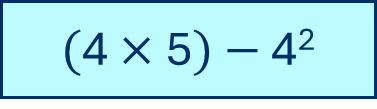 (4 × 5) − 4²